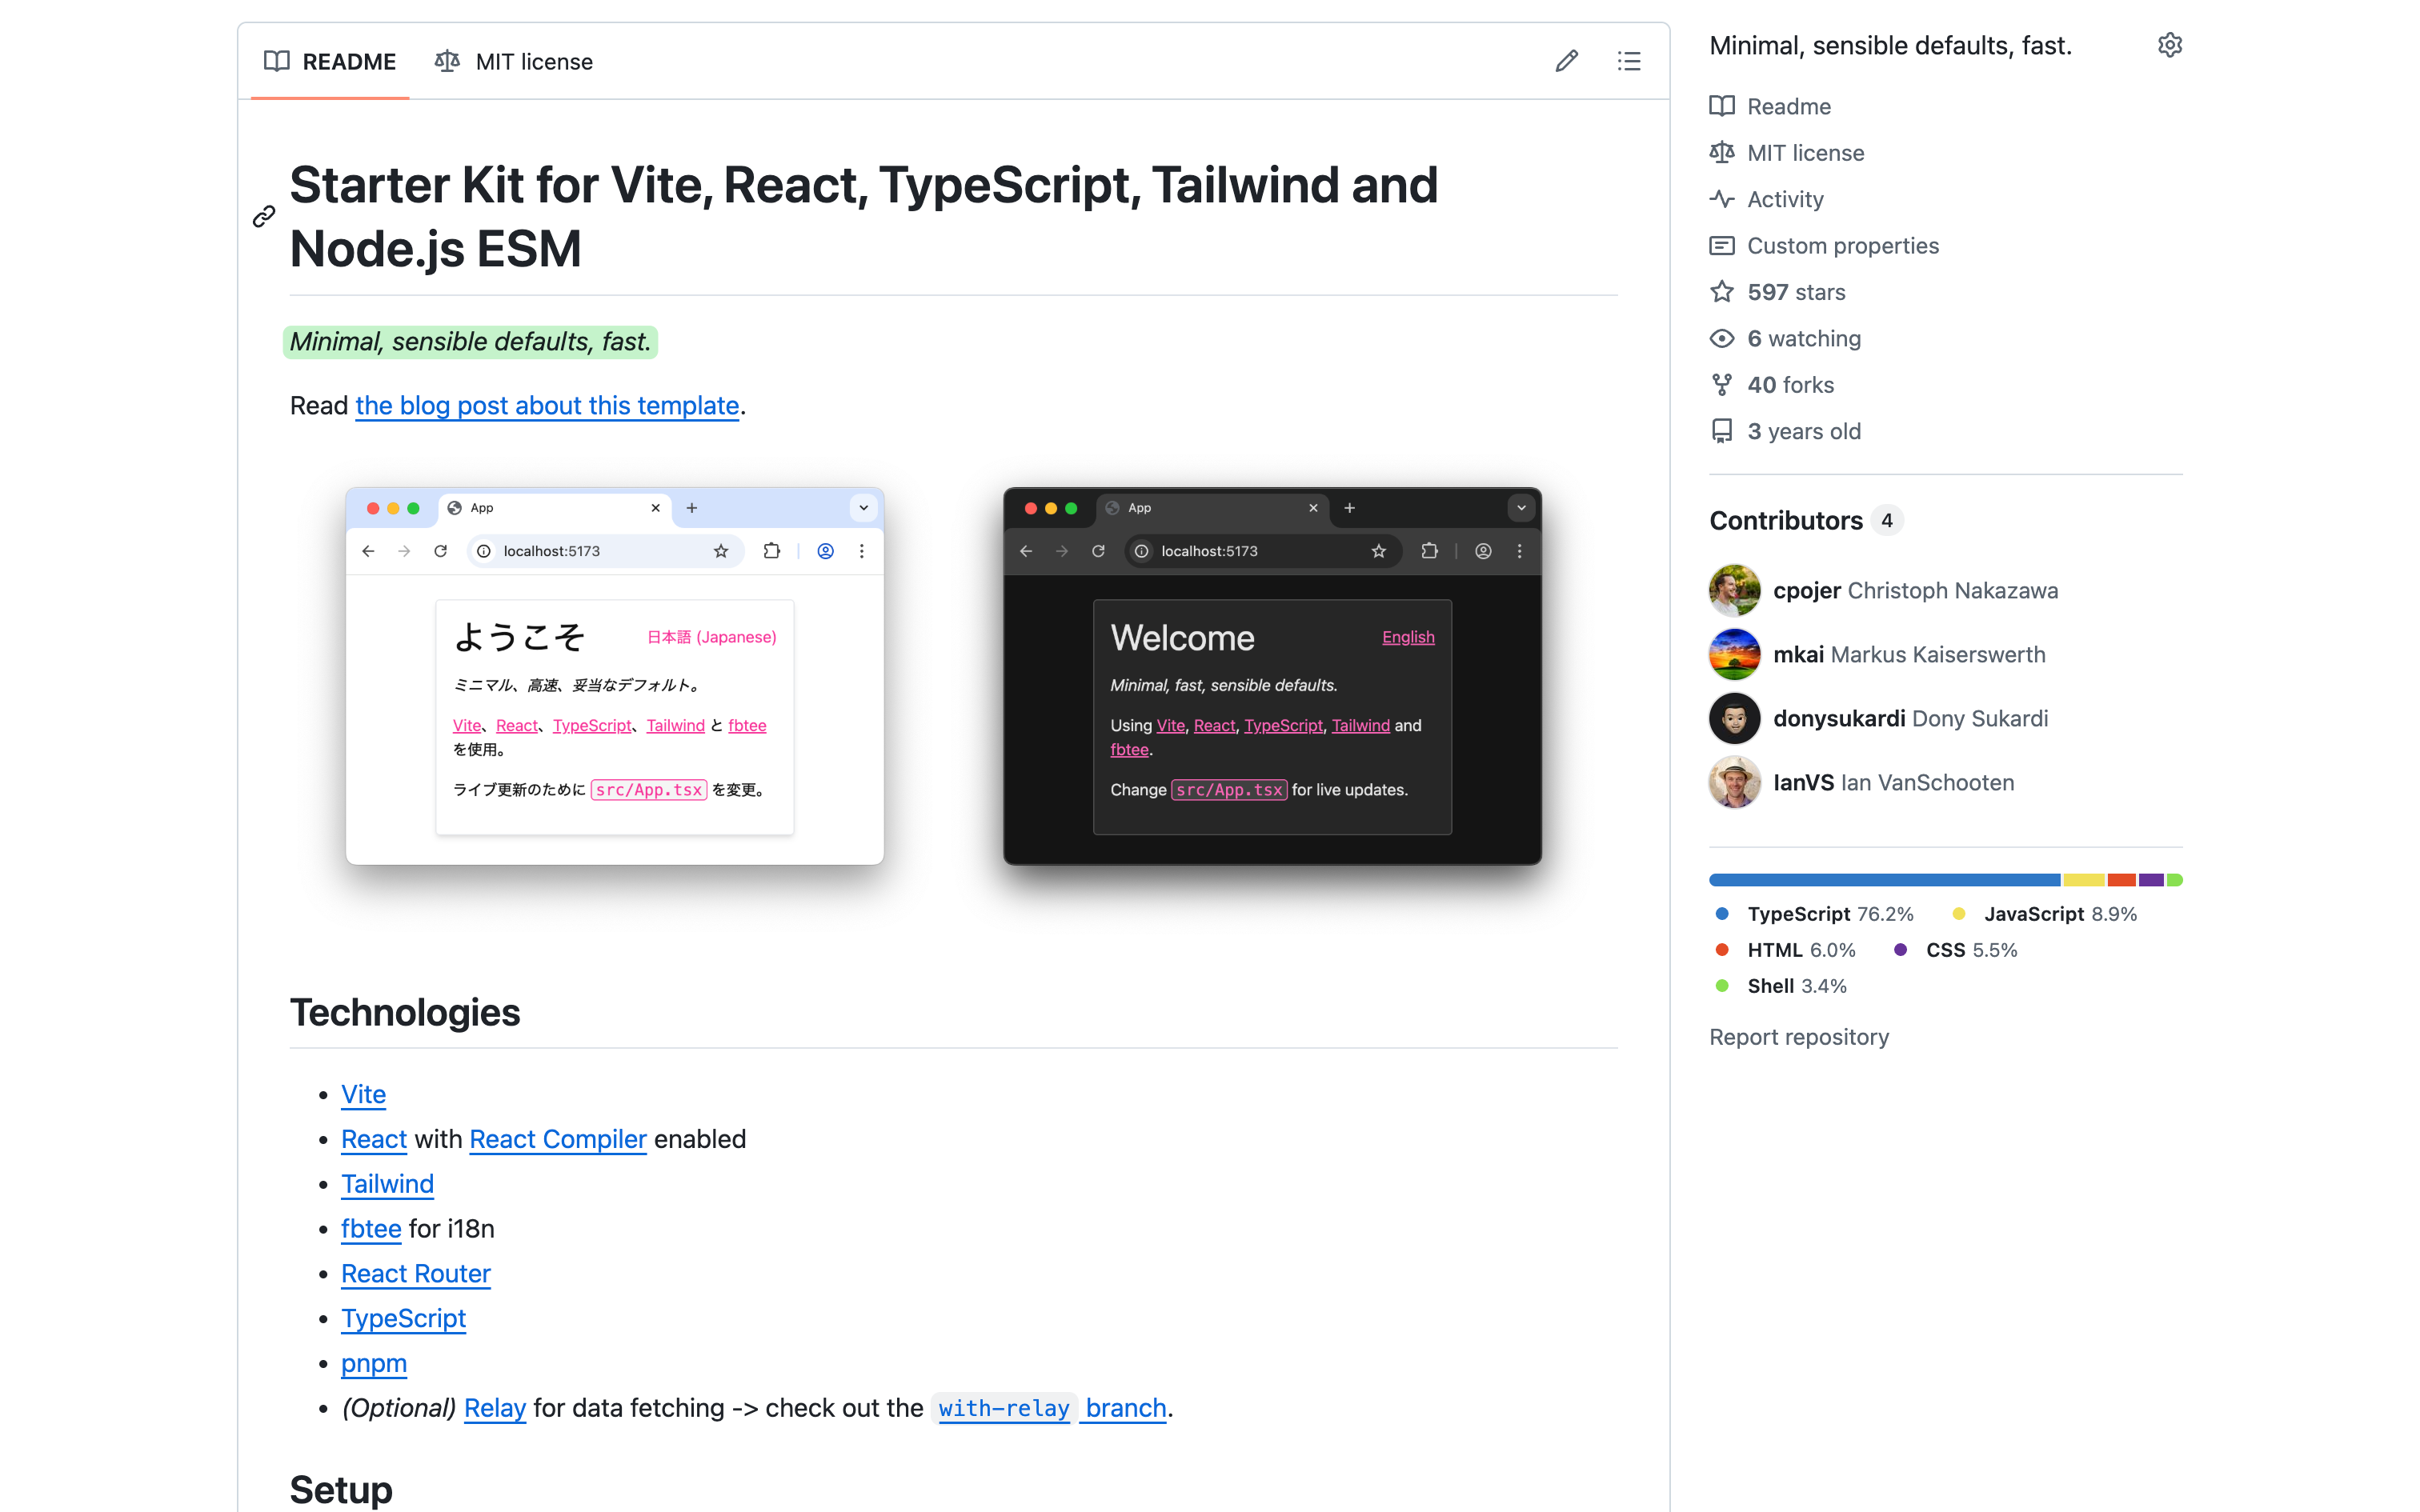 README
MIT license
Starter Kit for Vite, React, TypeScript, Tailwind and
Node.js ESM
Minimal, sensible defaults, fast.
Read the blog post about this template.
App
localhost:5173
ようこそ
日本語 (Japanese)
ミニマル、高速、妥当なデフォルト。
Vite、React、TypeScript、Tailwind と fbtee
を使用。
ライブ更新のために src/App.tsx を変更。
App
localhost:5173
Welcome
English
Minimal, fast, sensible defaults.
Using Vite, React, TypeScript, Tailwind and
fbtee.
Change src/App.tsx for live updates.
Technologies
Vite
React with React Compiler enabled
Tailwind
fbtee for i18n
React Router
TypeScript
pnpm
(Optional) Relay for data fetching -> check out the with-relay branch.
Setup
Minimal, sensible defaults, fast.
Readme
MIT license
Activity
Custom properties
597 stars
6 watching
40 forks
3 years old
Contributors 4
cpojer Christoph Nakazawa
mkai Markus Kaiserswerth
donysukardi Dony Sukardi
IanVS Ian VanSchooten
TypeScript 76.2%
JavaScript 8.9%
HTML 6.0%
CSS 5.5%
Shell 3.4%
Report repository